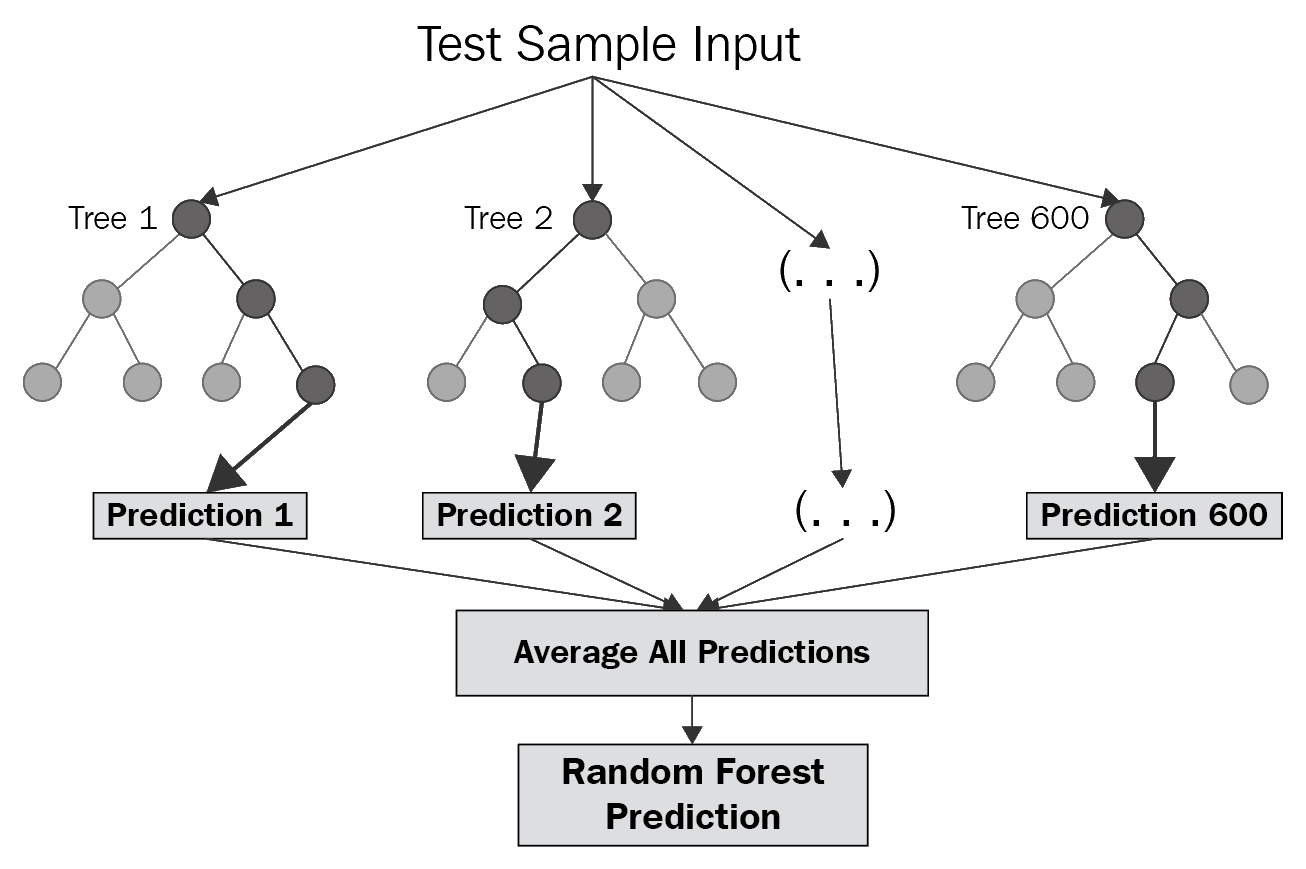 Test Sample Input
Tree 1
Tree 2
(. . .)
Tree 600
Prediction 1
Prediction 2
(. . .)
Prediction 600
Average All Predictions
Random Forest
Prediction